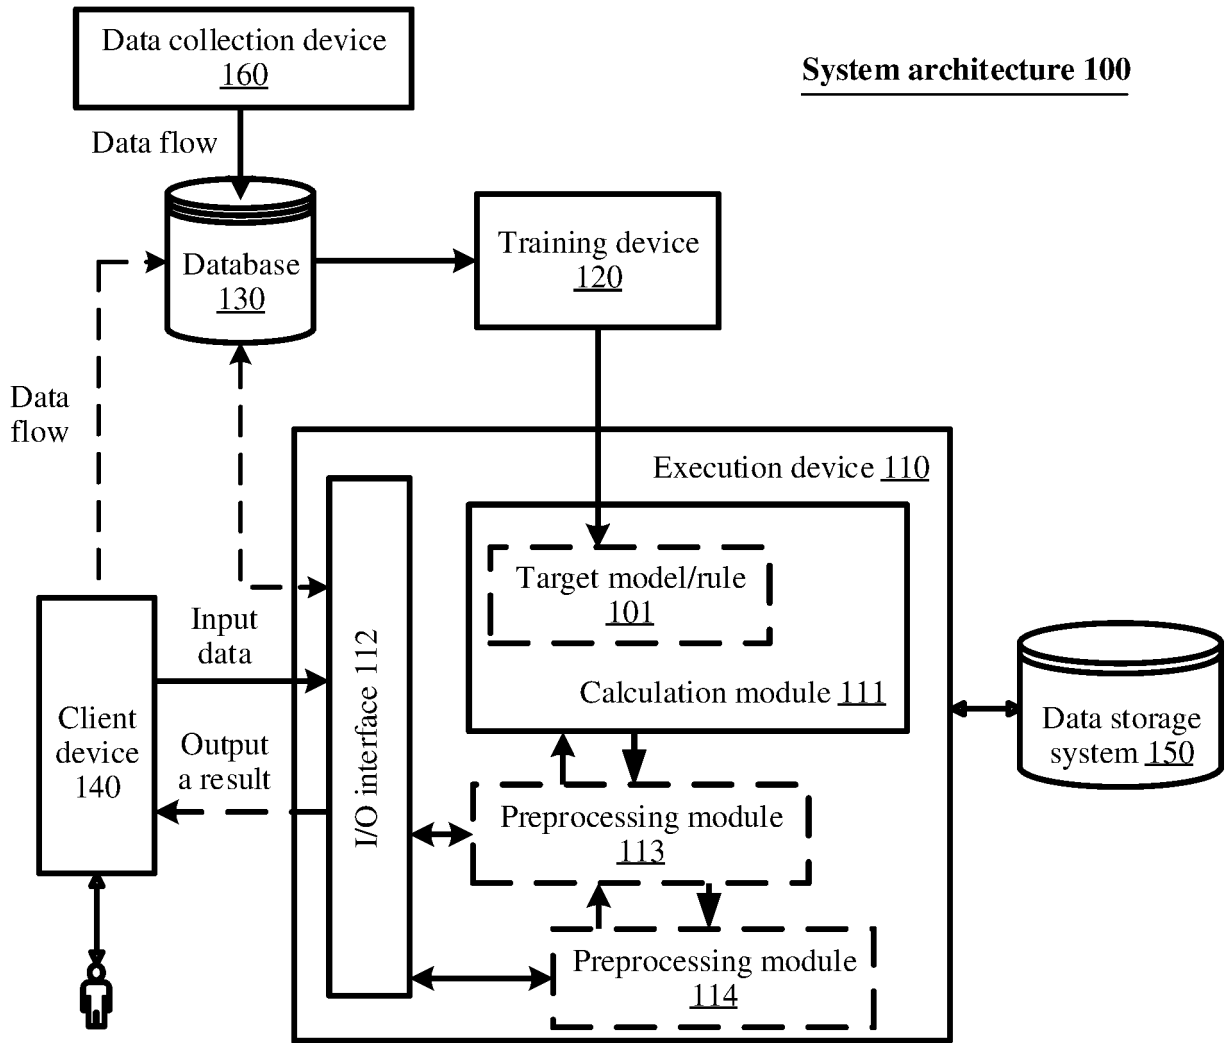 Data collection device
160
System architecture 100
Data flow
Database
130
Training device
120
Data
flow
Execution device 110
Target model/rule
101
Calculation module 111
Input
data
I/O interface 112
Client
device
140
Output
a result
Data storage
system 150
Preprocessing module
113
Preprocessing module
114